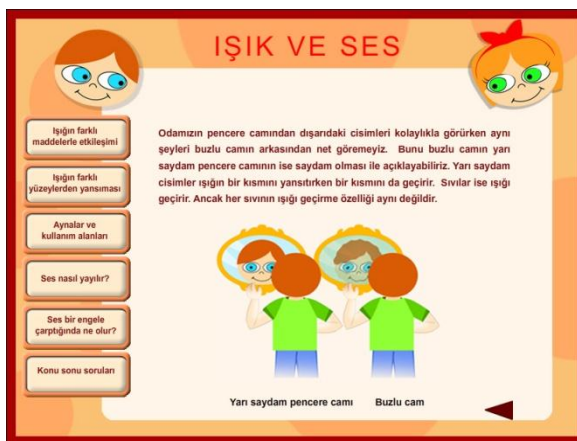 IŞIK VE SES
Işığın farklı
maddelerle etkileşimi
Işığın farklı
yüzeylerden yansıması
Aynalar ve
kullanım alanları
Ses nasıl yayılır?
Ses bir engele
çarptığında ne olur?
Konu sonu soruları
Odamızın pencere camından dışarıdaki cisimleri kolaylıkla görürken aynı
şeyleri buzlu camın arkasından net göremeyiz. Bunu buzlu camın yarı
saydam pencere camının ise saydam olması ile açıklayabiliriz. Yarı saydam
cisimler ışığın bir kısmını yansıtırken bir kısmını da geçirir. Sıvılar ise ışığı
geçirir. Ancak her sıvının ışığı geçirme özelliği aynı değildir.
Yarı saydam pencere camı Buzlu cam